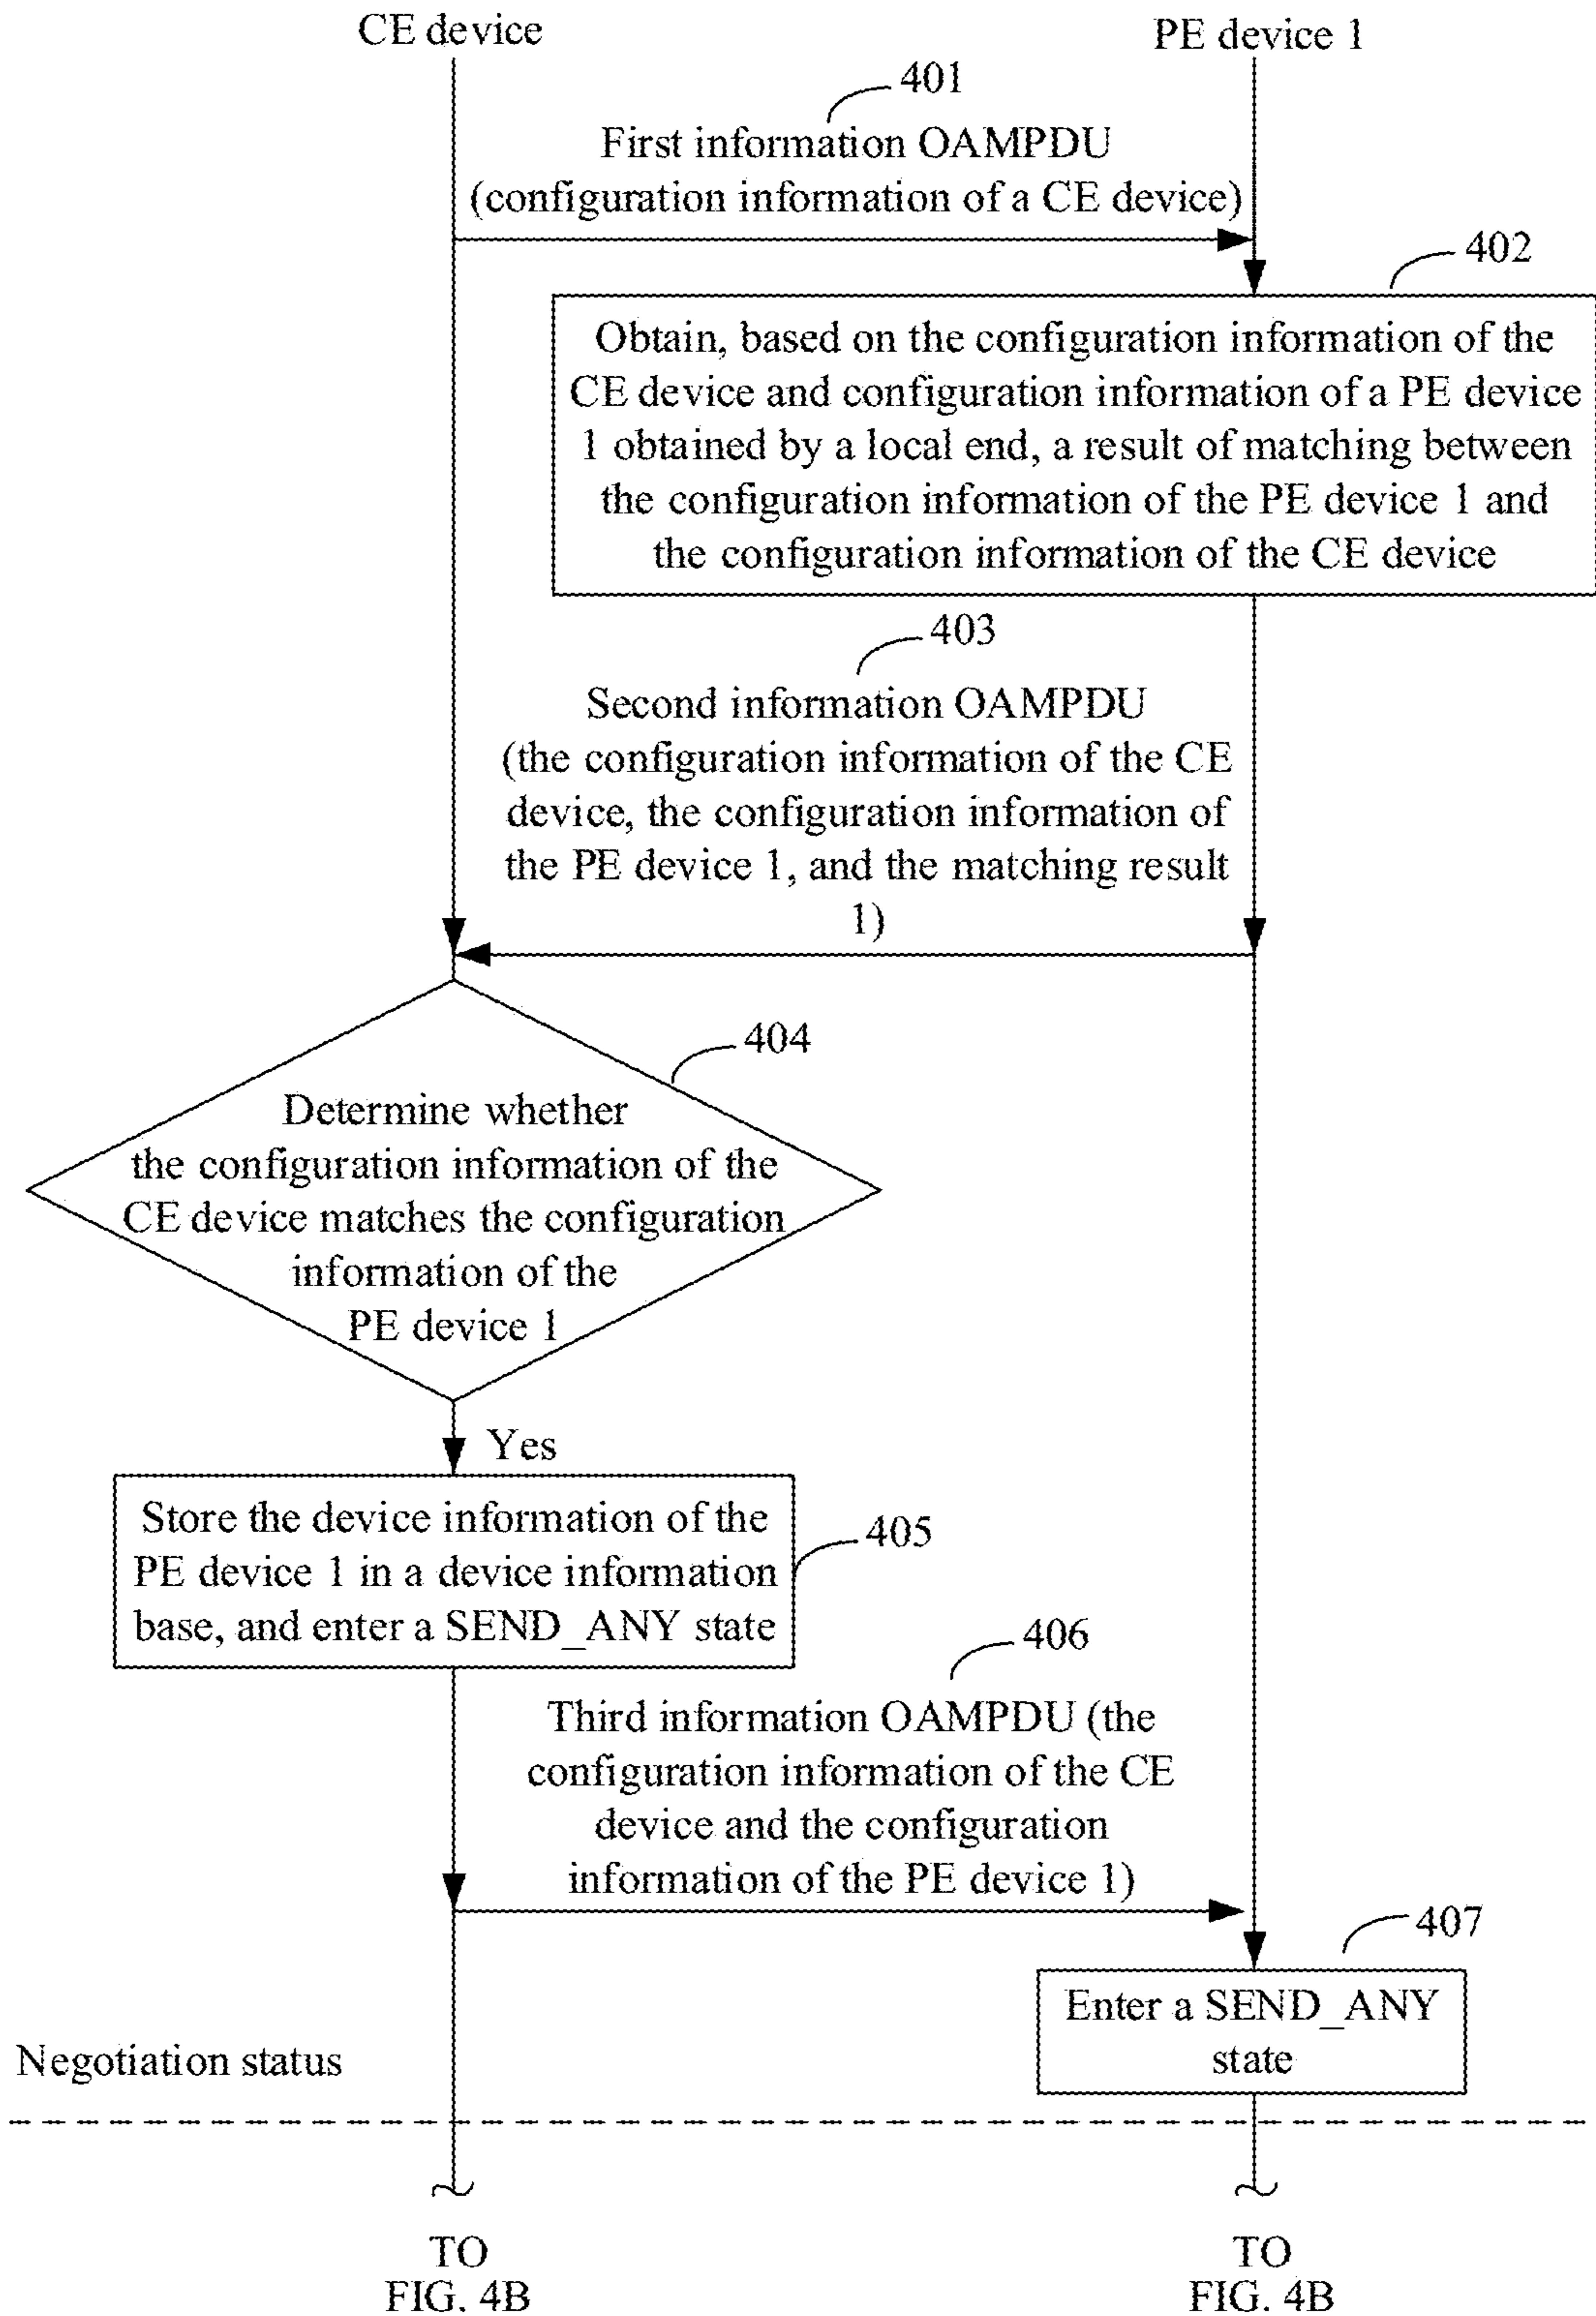 CE device
PE device 1
401
First information OAMPDU
(configuration information of a CE device)
402
Obtain, based on the configuration information of the
CE device and configuration information of a PE device
1 obtained by a local end, a result of matching between
the configuration information of the PE device 1 and
the configuration information of the CE device
403
Second information OAMPDU
(the configuration information of the CE
device, the configuration information of
the PE device 1, and the matching result
1)
404
Determine whether
the configuration information of the
CE device matches the configuration
information of the
PE device 1
Yes
Store the device information of the
PE device 1 in a device information
base, and enter a SEND_ANY state
405
406
Third information OAMPDU (the
configuration information of the CE
device and the configuration
information of the PE device 1)
407
Enter a SEND_ANY
state
Negotiation status
TO
FIG. 4B
TO
FIG. 4B